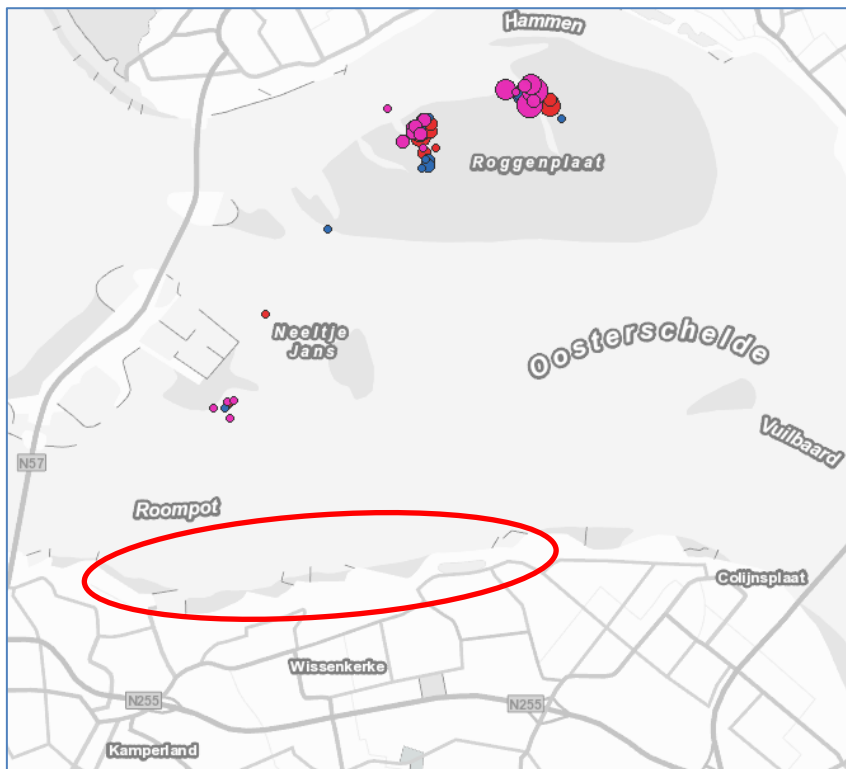 Hammen
Roggenplaat
Neeltje
Jans
Oosterschelde
Vuilbaard
N57
Roompot
Colijnsplaat
Wissenkerke
N255
N255
Kamperland